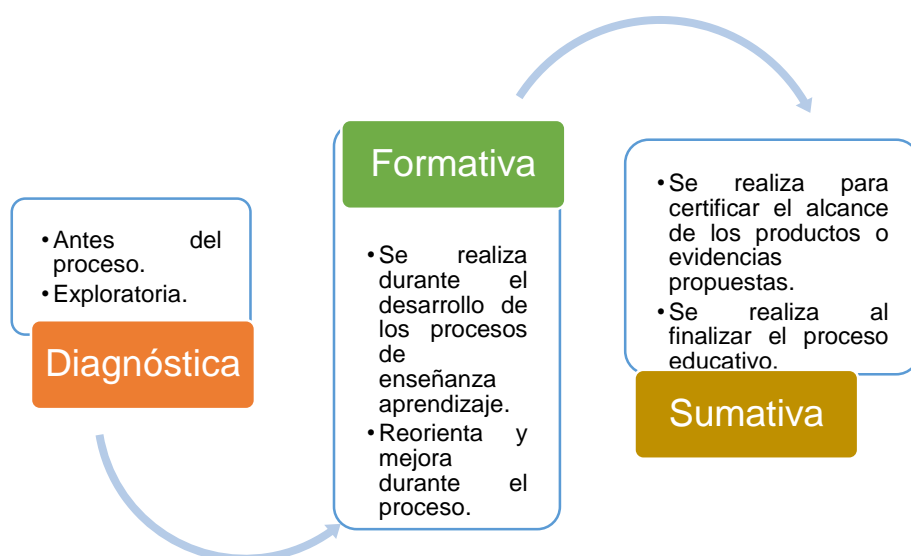 • Antes del
proceso.
• Exploratoria.
Diagnóstica
Formativa
• Se realiza
durante el
desarrollo de
los procesos
de
enseñanza
aprendizaje.
• Reorienta y
mejora
durante el
proceso.
• Se realiza para
certificar el alcance
de los productos o
evidencias
propuestas.
• Se realiza al
finalizar el proceso
educativo.
Sumativa